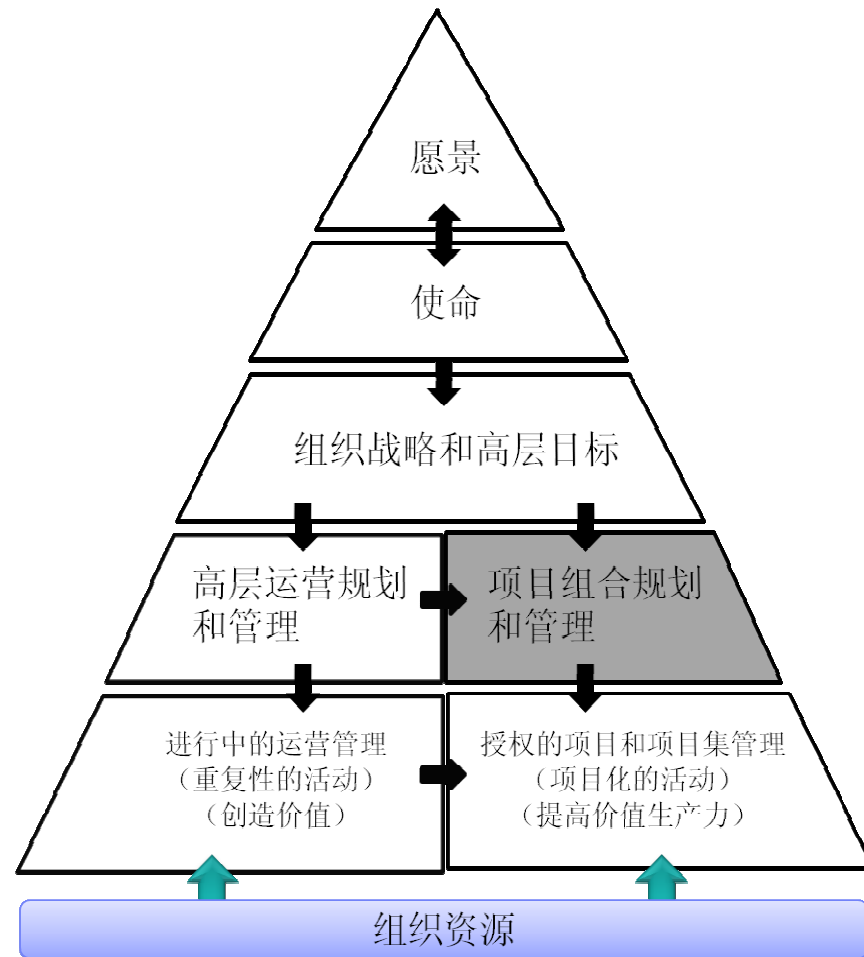 愿景
使命
组织战略和高层目标
高层运营规划
和管理
项目组合规划
和管理
进行中的运营管理
（重复性的活动）
（创造价值）
授权的项目和项目集管理
（项目化的活动）
（提高价值生产力）
组织资源